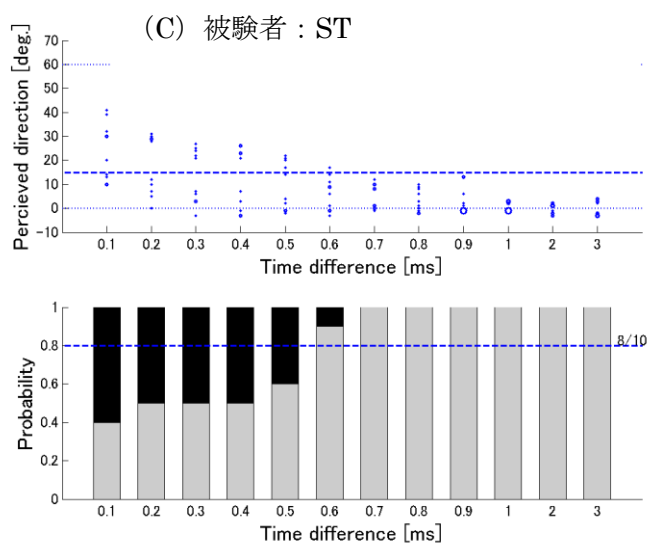 (C) 被験者：ST
Percieved direction [deg.]
70
60
50
40
30
20
10
0
-10
0.1 0.2 0.3 0.4 0.5 0.6 0.7 0.8 0.9 1 2 3
Time difference [ms]
Probability
1
0.8
0.6
0.4
0.2
0
8/10
0.1 0.2 0.3 0.4 0.5 0.6 0.7 0.8 0.9 1 2 3
Time difference [ms]